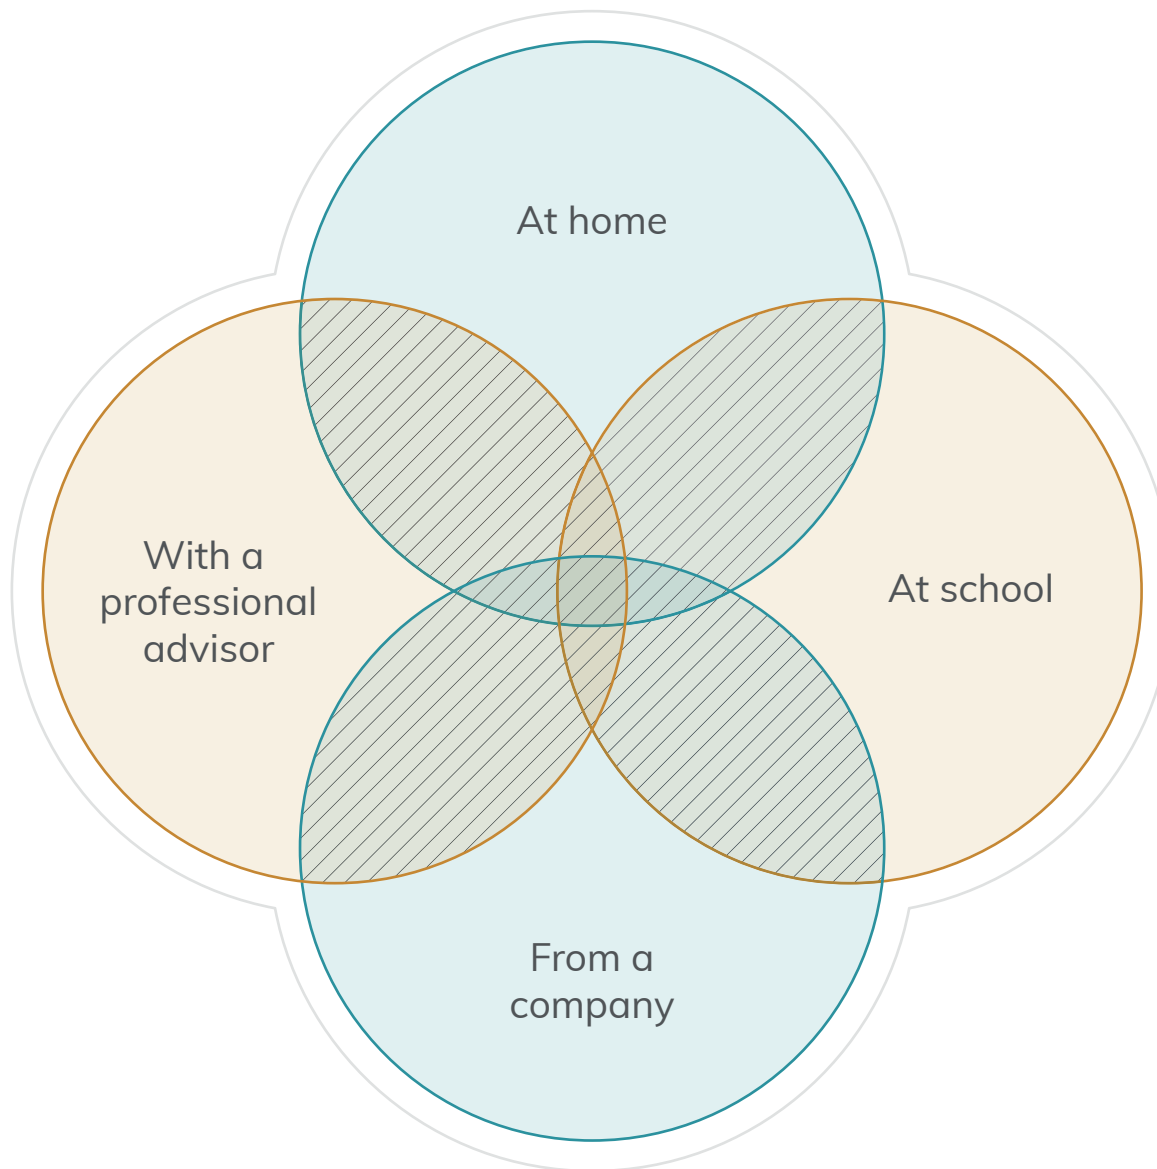 At home
With a
professional
advisor
At school
From a
company